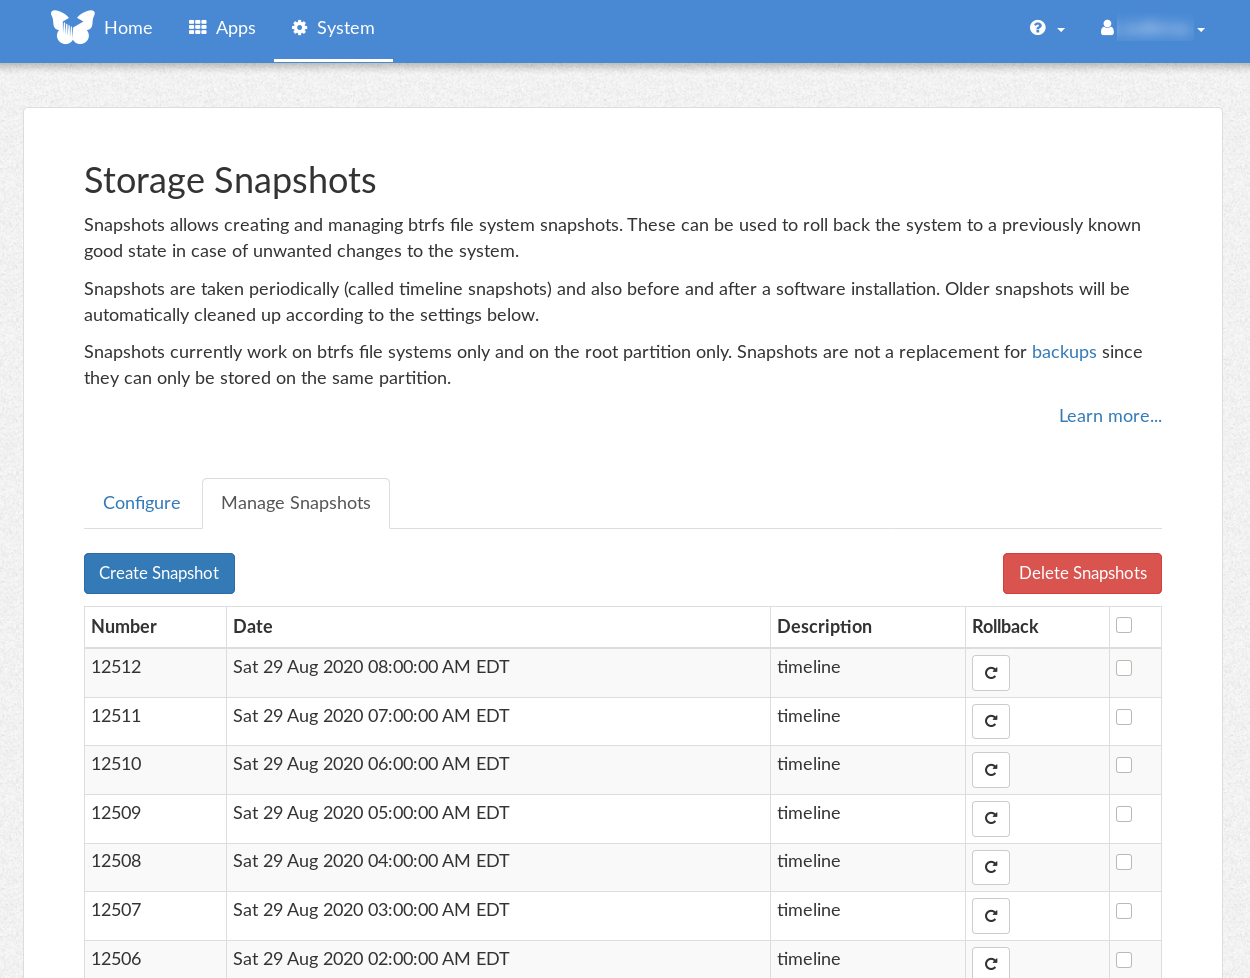 Home Apps System
Storage Snapshots
Snapshots allows creating and managing btrfs file system snapshots. These can be used to roll back the system to a previously known
good state in case of unwanted changes to the system.
Snapshots are taken periodically (called timeline snapshots) and also before and after a software installation. Older snapshots will be
automatically cleaned up according to the settings below.
Snapshots currently work on btrfs file systems only and on the root partition only. Snapshots are not a replacement for backups since
they can only be stored on the same partition.
Learn more...
Configure Manage Snapshots
Create Snapshot Delete Snapshots
Number Date Description Rollback
12512 Sat 29 Aug 2020 08:00:00 AM EDT timeline
12511 Sat 29 Aug 2020 07:00:00 AM EDT timeline
12510 Sat 29 Aug 2020 06:00:00 AM EDT timeline
12509 Sat 29 Aug 2020 05:00:00 AM EDT timeline
12508 Sat 29 Aug 2020 04:00:00 AM EDT timeline
12507 Sat 29 Aug 2020 03:00:00 AM EDT timeline
12506 Sat 29 Aug 2020 02:00:00 AM EDT timeline